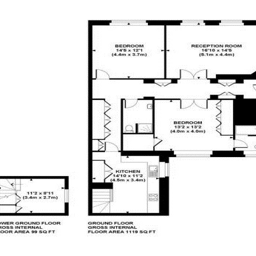 BEDROOM
14'5 x 12'1
(4.4m x 3.7m)
RECEPTION ROOM
16'10 x 14'5
(5.1m x 4.4m)
BEDROOM
13'2 x 13'2
(4.0m x 4.0m)
KITCHEN
14'10 x 11'2
(4.5m x 3.4m)
11'2 x 8'11
(3.4m x 2.7m)
OWER GROUND FLOOR
GROSS INTERNAL
FLOOR AREA 98 SQ FT
GROUND FLOOR
GROSS INTERNAL
FLOOR AREA 1119 SQ FT